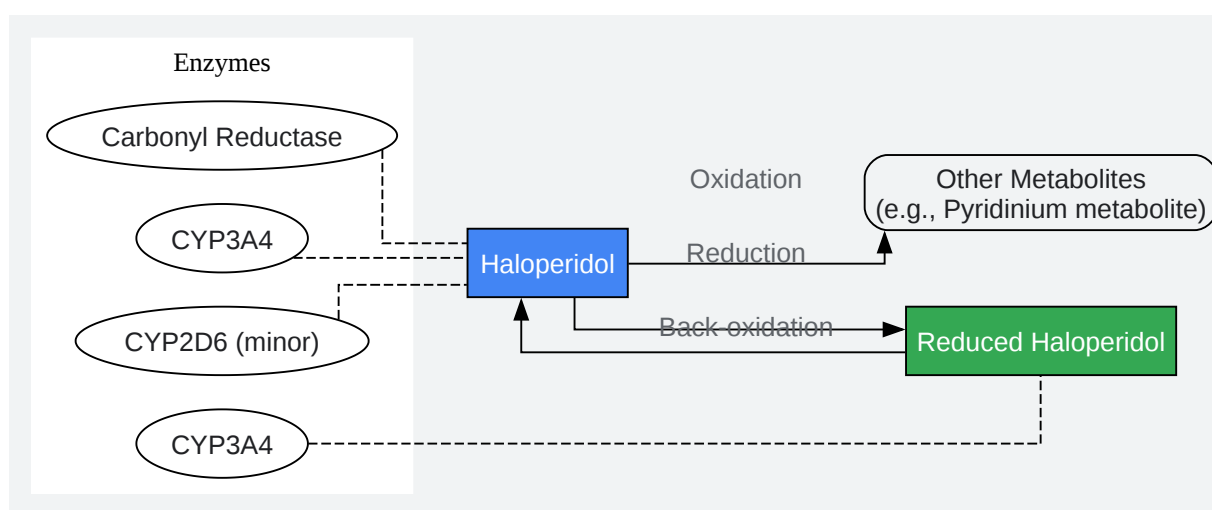 Enzymes
Carbonyl Reductase
CYP3A4
CYP2D6 (minor)
CYP3A4
Haloperidol
Oxidation
Reduction
Back-oxidation
Other Metabolites
(e.g., Pyridinium metabolite)
Reduced Haloperidol